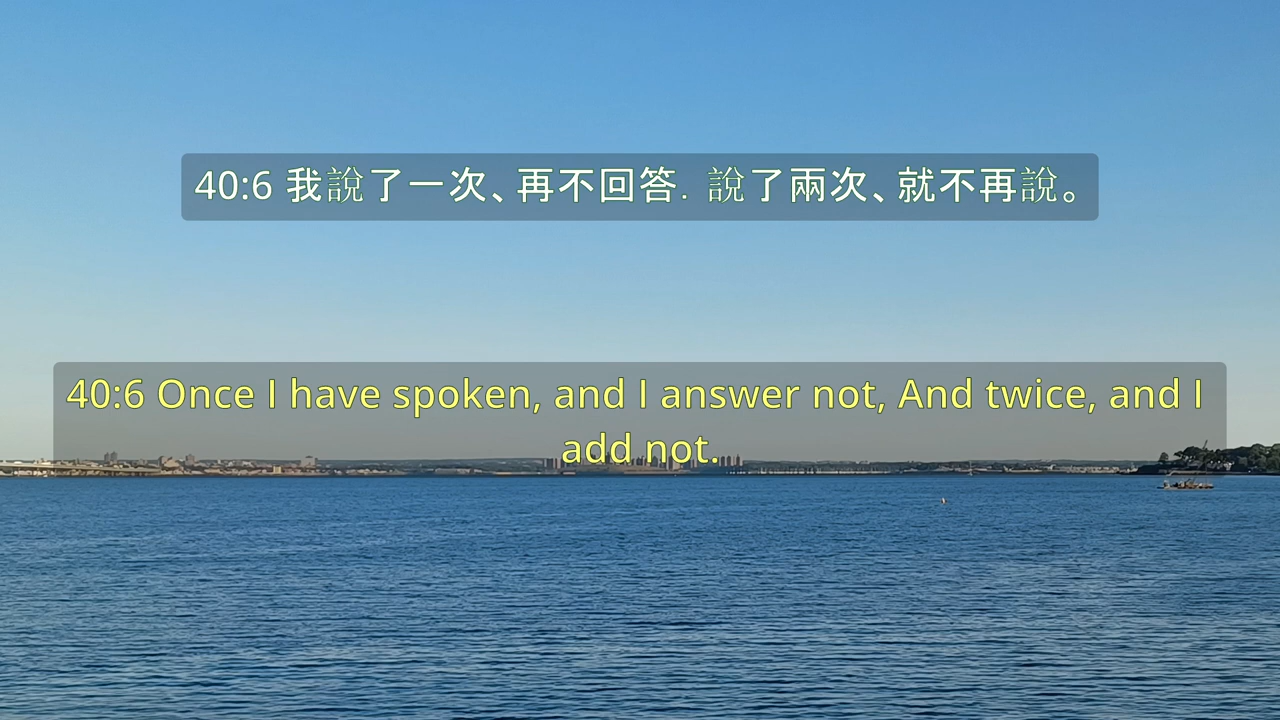 40:6 我說了一次、再不回答. 說了兩次、就不再說。
40:6 Once I have spoken, and I answer not, And twice, and I
add not.